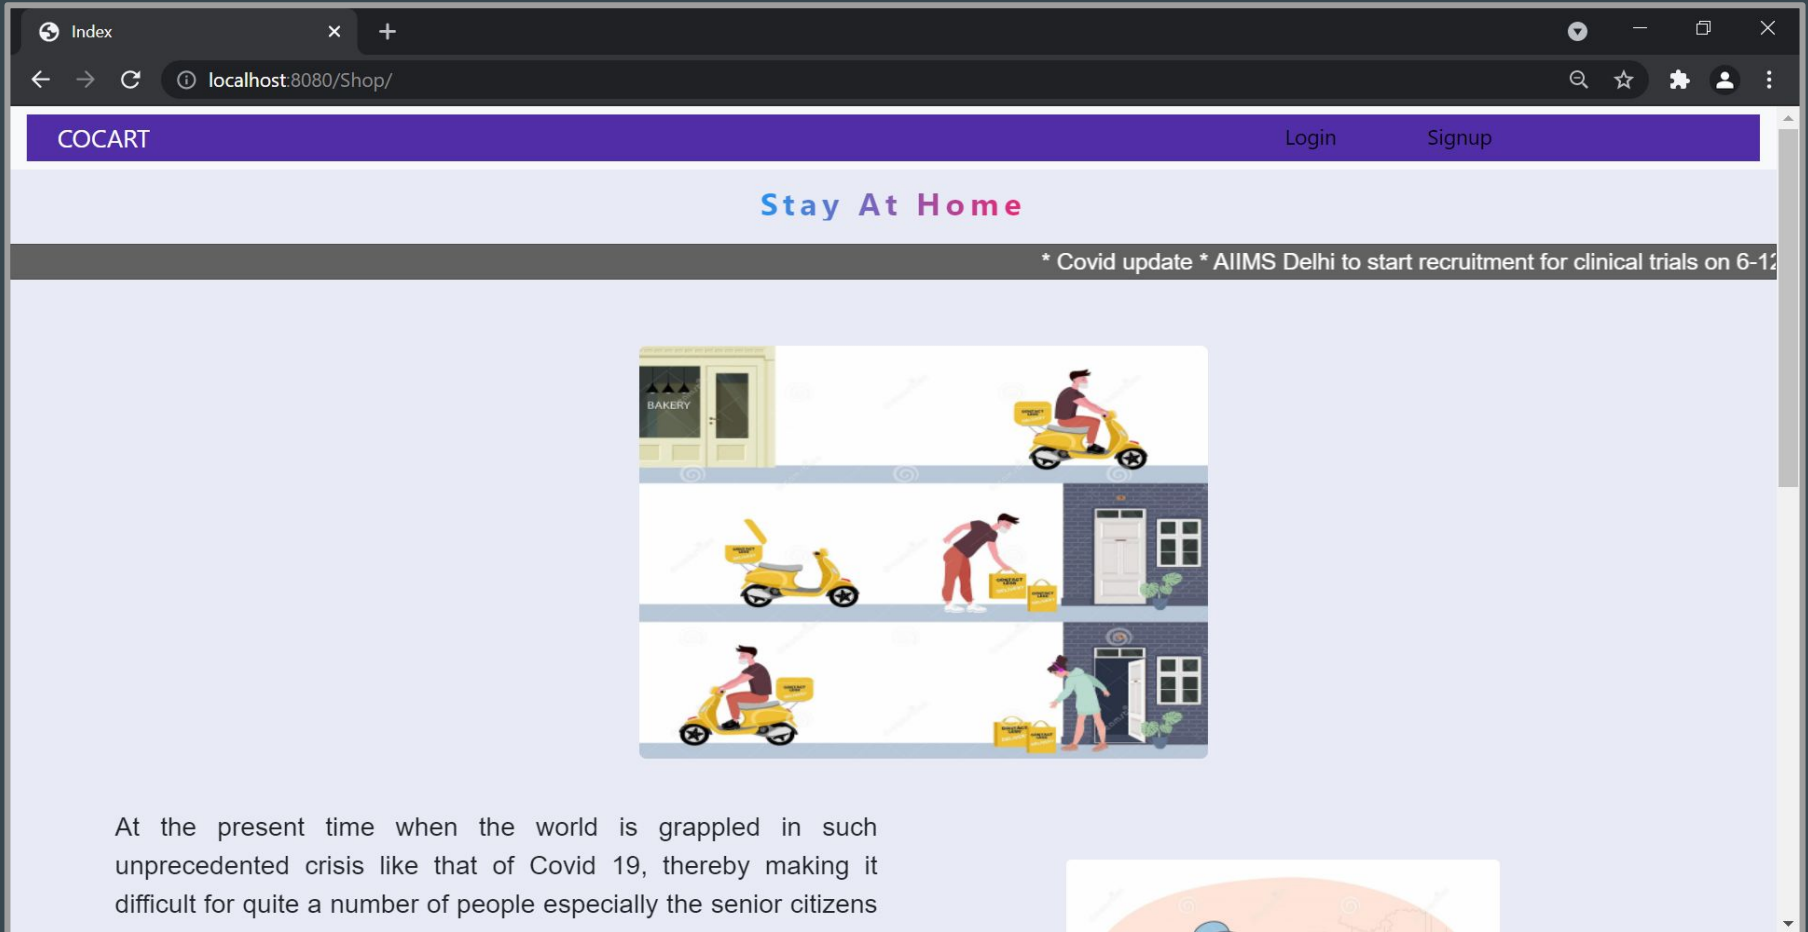 Index
localhost:8080/Shop/
COCART
Login Signup
Stay At Home
* Covid update * AIIMS Delhi to start recruitment for clinical trials on 6-12
BAKERY
At the present time when the world is grappled in such
unprecedented crisis like that of Covid 19, thereby making it
difficult for quite a number of people especially the senior citizens